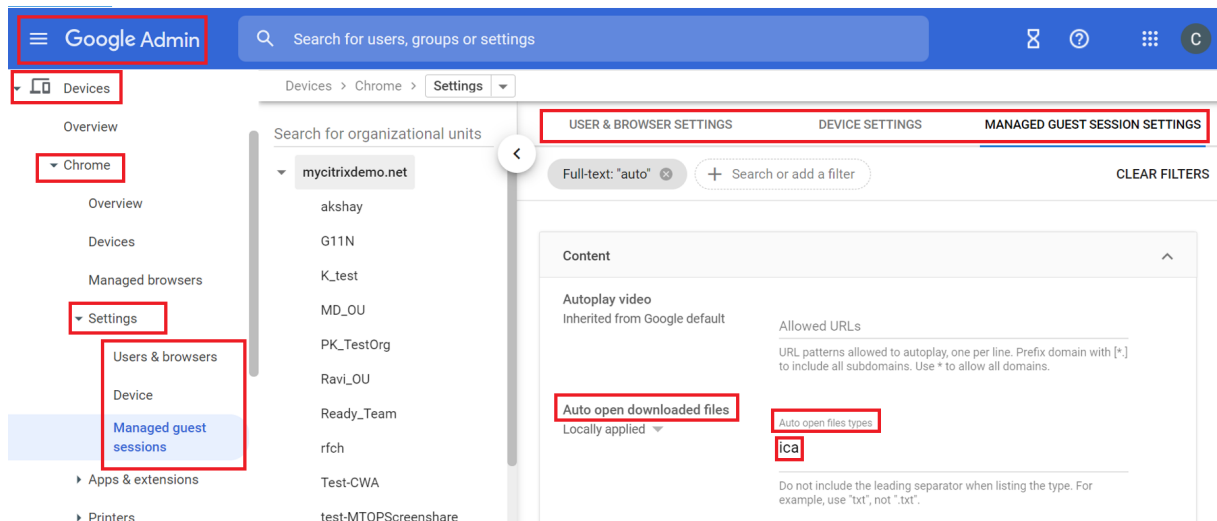 Google Admin
Search for users, groups or settings
C
Devices
Overview
Chrome
Overview
Devices
Managed browsers
Settings
Users & browsers
Device
Managed guest
sessions
Apps & extensions
Printers
Devices > Chrome > Settings
Search for organizational units
mycitrixdemo.net
akshay
G11N
K_test
MD_OU
PK_TestOrg
Ravi_OU
Ready_Team
rfch
Test-CWA
test-MTOPScreenshare
USER & BROWSER SETTINGS DEVICE SETTINGS MANAGED GUEST SESSION SETTINGS
Full-text: "auto" + Search or add a filter CLEAR FILTERS
Content
Autoplay video
Inherited from Google default
Allowed URLs
URL patterns allowed to autoplay, one per line. Prefix domain with [*.]
to include all subdomains. Use * to allow all domains.
Auto open downloaded files
Locally applied
Auto open files types
ica
Do not include the leading separator when listing the type. For
example, use "txt", not ".txt".